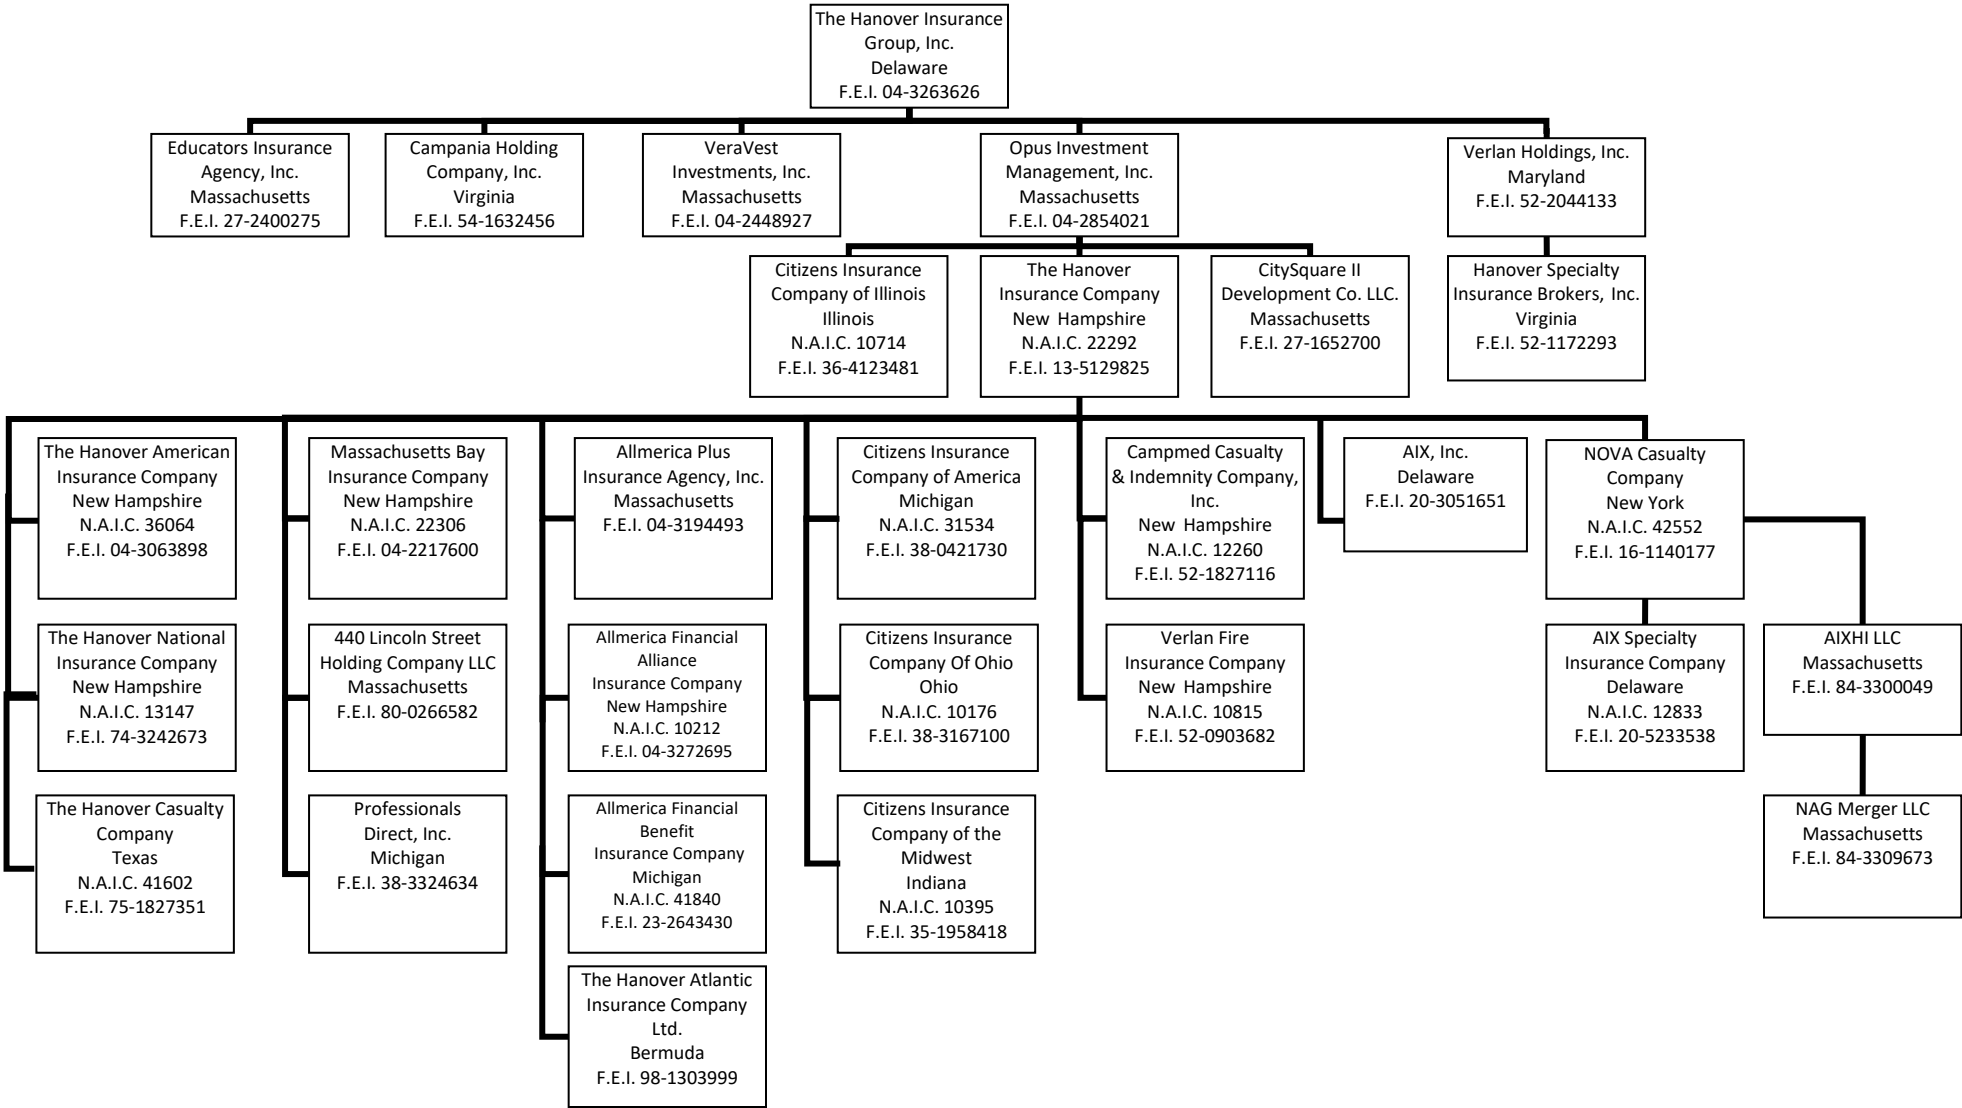 The Hanover Insurance
Group, Inc.
Delaware
F.E.I. 04-3263626
Educators Insurance
Agency, Inc.
Massachusetts
F.E.I. 27-2400275
Campania Holding
Company, Inc.
Virginia
F.E.I. 54-1632456
VeraVest
Investments, Inc.
Massachusetts
F.E.I. 04-2448927
Opus Investment
Management, Inc.
Massachusetts
F.E.I. 04-2854021
Verlan Holdings, Inc.
Maryland
F.E.I. 52-2044133
Citizens Insurance
Company of Illinois
Illinois
N.A.I.C. 10714
F.E.I. 36-4123481
The Hanover
Insurance Company
New Hampshire
N.A.I.C. 22292
F.E.I. 13-5129825
CitySquare II
Development Co. LLC.
Massachusetts
F.E.I. 27-1652700
Hanover Specialty
Insurance Brokers, Inc.
Virginia
F.E.I. 52-1172293
The Hanover American
Insurance Company
New Hampshire
N.A.I.C. 36064
F.E.I. 04-3063898
Massachusetts Bay
Insurance Company
New Hampshire
N.A.I.C. 22306
F.E.I. 04-2217600
Allmerica Plus
Insurance Agency, Inc.
Massachusetts
F.E.I. 04-3194493
Citizens Insurance
Company of America
Michigan
N.A.I.C. 31534
F.E.I. 38-0421730
Campmed Casualty
& Indemnity Company,
Inc.
New Hampshire
N.A.I.C. 12260
F.E.I. 52-1827116
AIX, Inc.
Delaware
F.E.I. 20-3051651
NOVA Casualty
Company
New York
N.A.I.C. 42552
F.E.I. 16-1140177
The Hanover National
Insurance Company
New Hampshire
N.A.I.C. 13147
F.E.I. 74-3242673
440 Lincoln Street
Holding Company LLC
Massachusetts
F.E.I. 80-0266582
Allmerica Financial
Alliance
Insurance Company
New Hampshire
N.A.I.C. 10212
F.E.I. 04-3272695
Citizens Insurance
Company Of Ohio
Ohio
N.A.I.C. 10176
F.E.I. 38-3167100
Verlan Fire
Insurance Company
New Hampshire
N.A.I.C. 10815
F.E.I. 52-0903682
AIX Specialty
Insurance Company
Delaware
N.A.I.C. 12833
F.E.I. 20-5233538
AIXHI LLC
Massachusetts
F.E.I. 84-3300049
The Hanover Casualty
Company
Texas
N.A.I.C. 41602
F.E.I. 75-1827351
Professionals
Direct, Inc.
Michigan
F.E.I. 38-3324634
Allmerica Financial
Benefit
Insurance Company
Michigan
N.A.I.C. 41840
F.E.I. 23-2643430
Citizens Insurance
Company of the
Midwest
Indiana
N.A.I.C. 10395
F.E.I. 35-1958418
NAG Merger LLC
Massachusetts
F.E.I. 84-3309673
The Hanover Atlantic
Insurance Company
Ltd.
Bermuda
F.E.I. 98-1303999